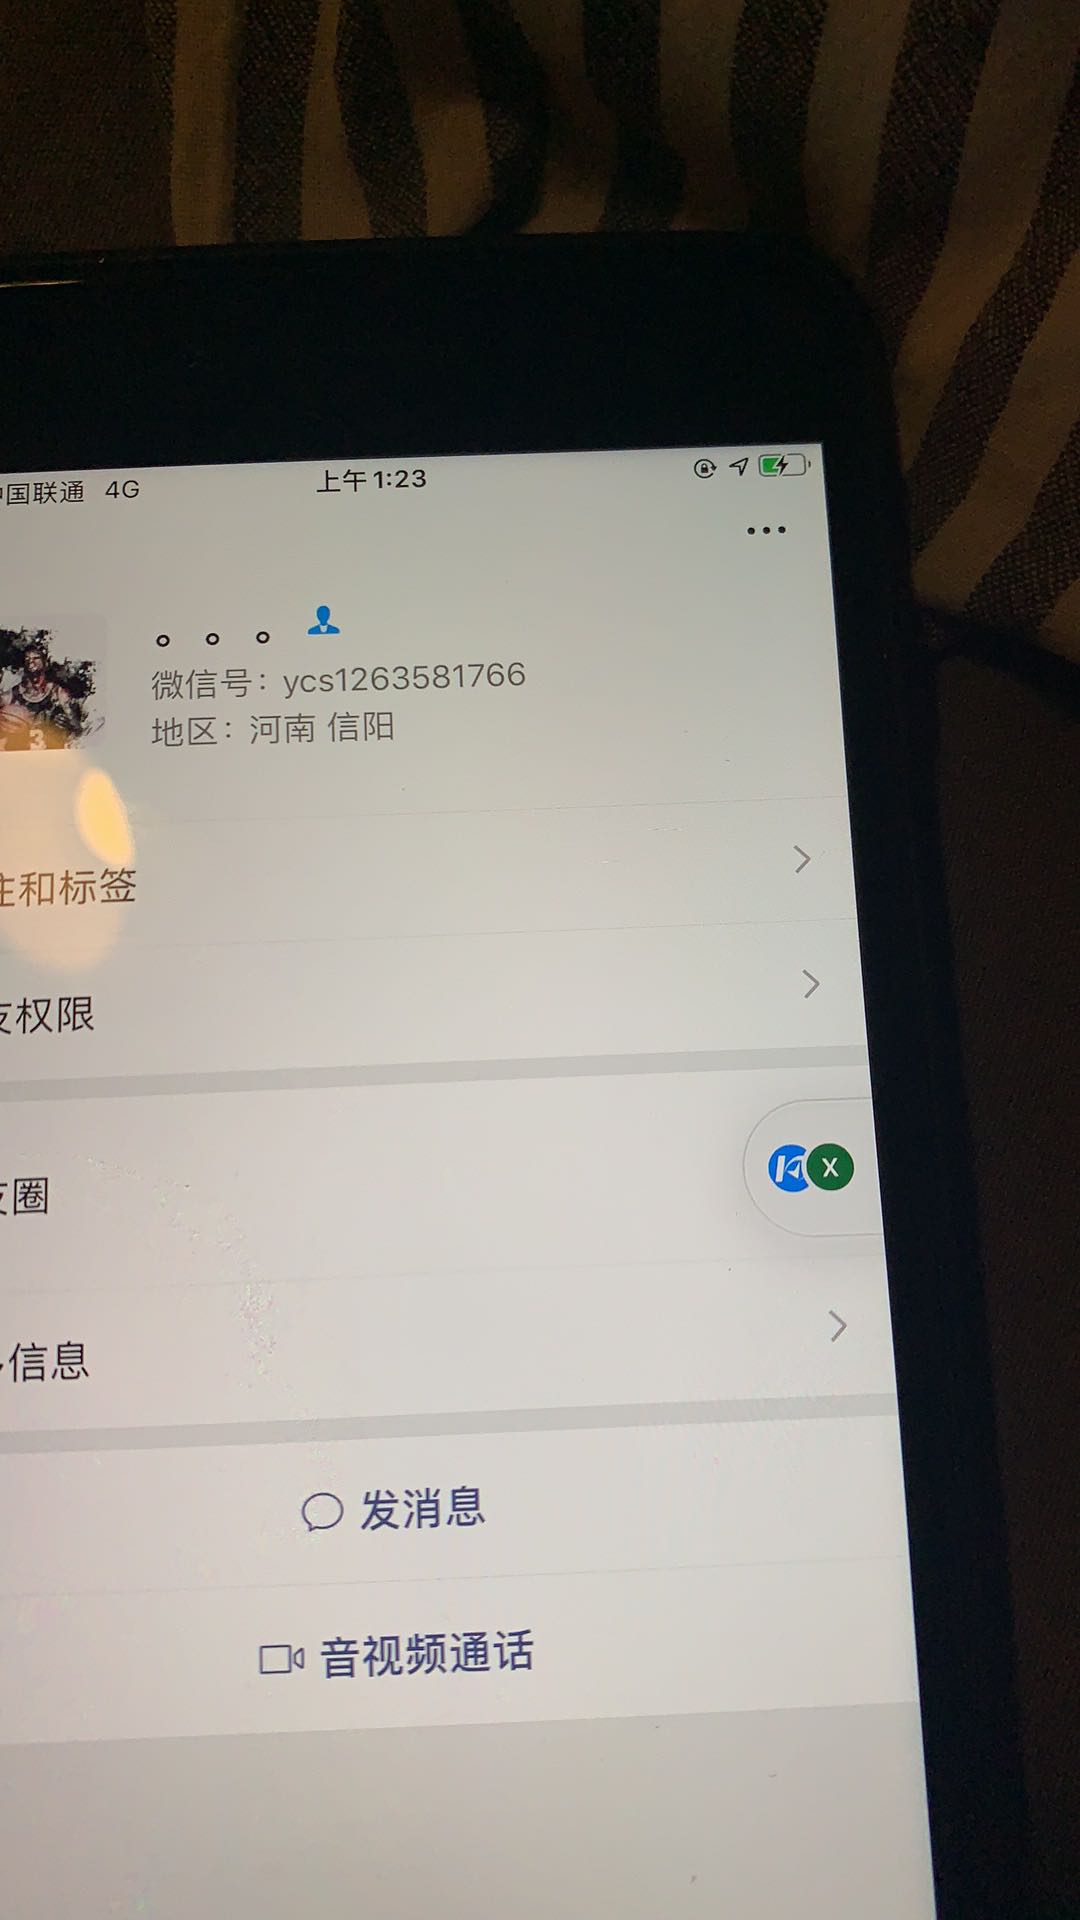 国联通 4G 上午1:23
。。。
微信号：ycs1263581766
地区：河南 信阳
3
和标签
权限
圈
信息
X
发消息
音视频通话